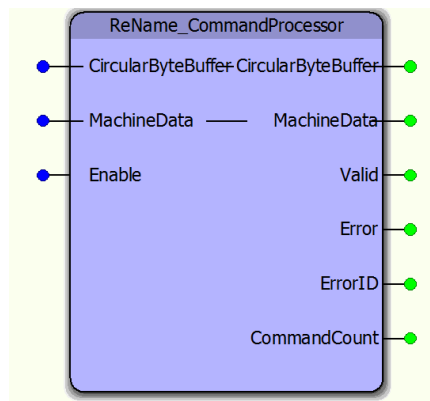 ReName_CommandProcessor
CircularByteBuffer CircularByteBuffer
MachineData MachineData
Enable Valid
Error
ErrorID
CommandCount